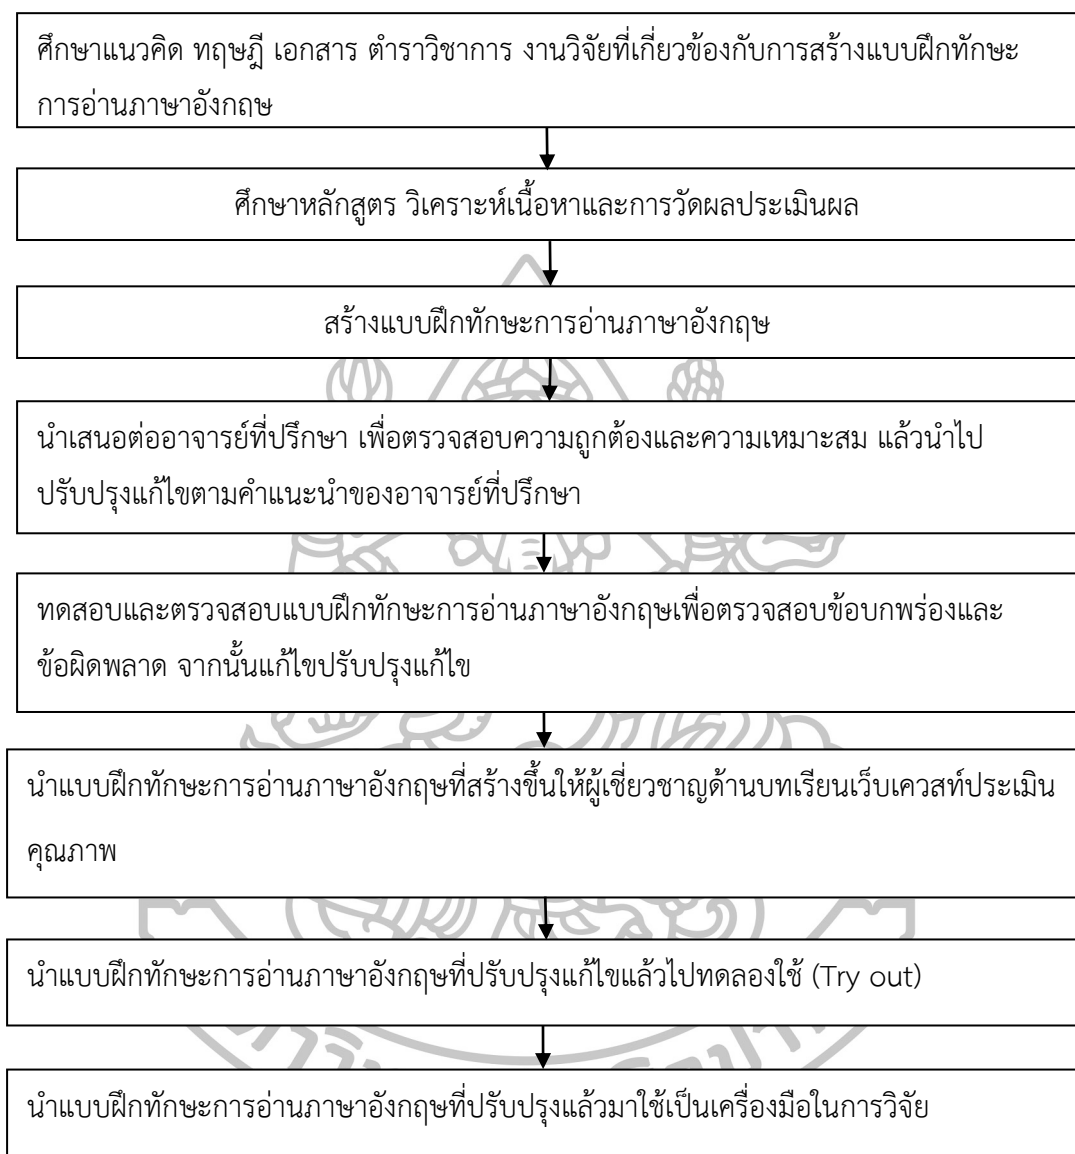 ศึกษาแนวคิด ทฤษฎี เอกสาร ตำราวิชาการ งานวิจัยที่เกี่ยวข้องกับการสร้างแบบฝึกทักษะ
การอ่านภาษาอังกฤษ
ศึกษาหลักสูตร วิเคราะห์เนื้อหาและการวัดผลประเมินผล
สร้างแบบฝึกทักษะการอ่านภาษาอังกฤษ
นำเสนอต่ออาจารย์ที่ปรึกษา เพื่อตรวจสอบความถูกต้องและความเหมาะสม แล้วนำไป
ปรับปรุงแก้ไขตามคำแนะนำของอาจารย์ที่ปรึกษา
ทดสอบและตรวจสอบแบบฝึกทักษะการอ่านภาษาอังกฤษเพื่อตรวจสอบข้อบกพร่องและ
ข้อผิดพลาด จากนั้นแก้ไขปรับปรุงแก้ไข
นำแบบฝึกทักษะการอ่านภาษาอังกฤษที่สร้างขึ้นให้ผู้เชี่ยวชาญด้านบทเรียนเว็บเควสท์ประเมิน
คุณภาพ
นำแบบฝึกทักษะการอ่านภาษาอังกฤษที่ปรับปรุงแก้ไขแล้วไปทดลองใช้ (Try out)
นำแบบฝึกทักษะการอ่านภาษาอังกฤษที่ปรับปรุงแล้วมาใช้เป็นเครื่องมือในการวิจัย